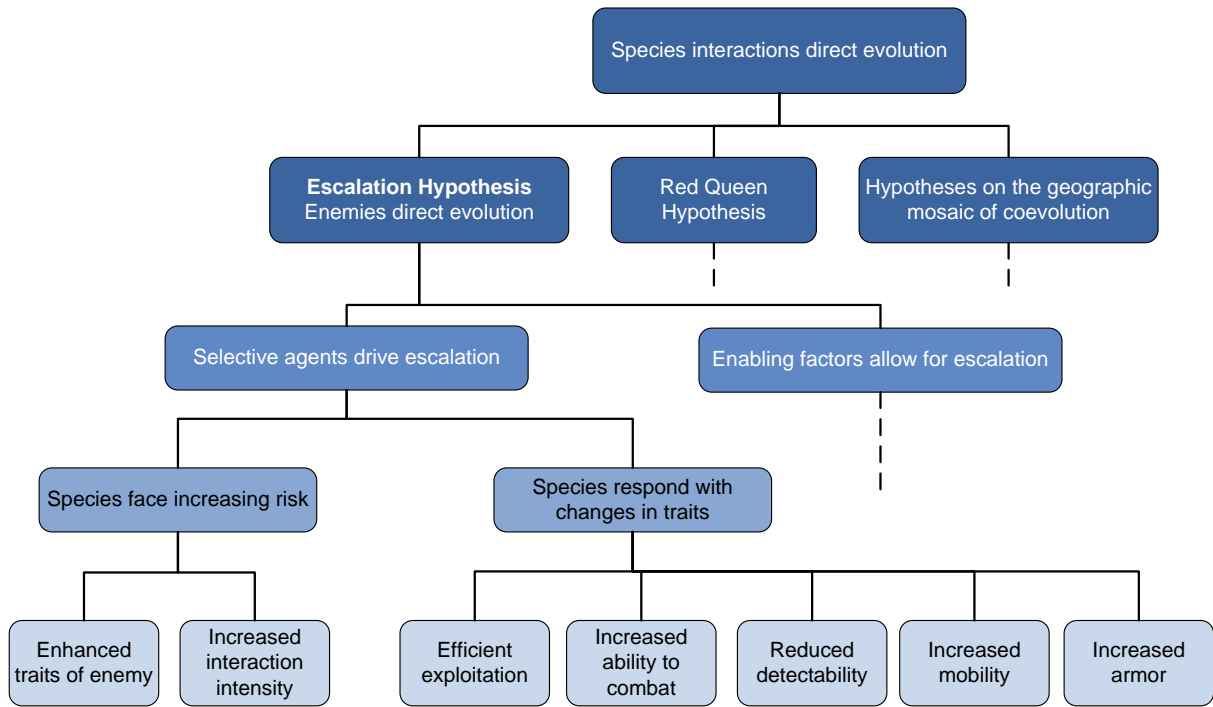 Species interactions direct evolution
Escalation Hypothesis
Enemies direct evolution
Red Queen
Hypothesis
Hypotheses on the geographic
mosaic of coevolution
Selective agents drive escalation
Enabling factors allow for escalation
Species face increasing risk
Species respond with
changes in traits
Enhanced
traits of enemy
Increased
interaction
intensity
Efficient
exploitation
Increased
ability to
combat
Reduced
detectability
Increased
mobility
Increased
armor